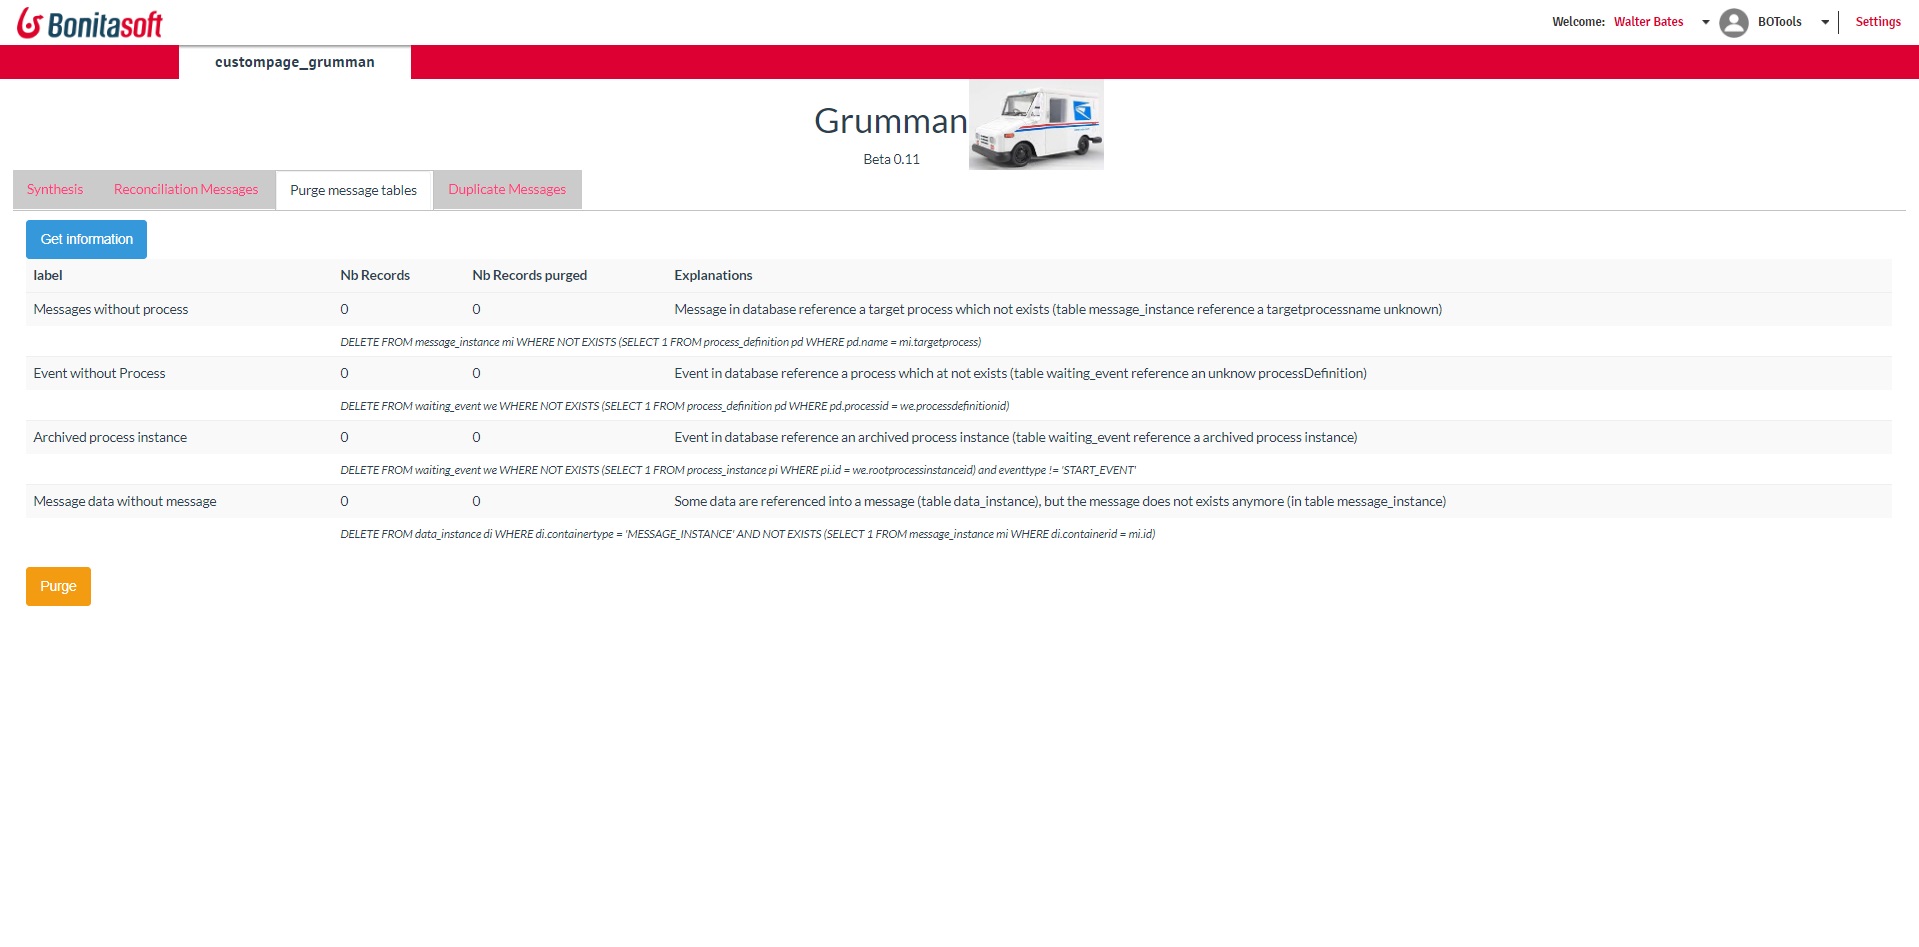 Bonitasoft
Welcome: Walter Bates BOTools Settings
custompage_grumman
Grumman
Beta 0.11
Synthesis Reconciliation Messages Purge message tables Duplicate Messages
Get information
label Nb Records Nb Records purged Explanations
Messages without process 0 0 Message in database reference a target process which not exists (table message_instance reference a targetprocessname unknown)
DELETE FROM message_instance mi WHERE NOT EXISTS (SELECT 1 FROM process_definition pd WHERE pd.name = mi.targetprocess)
Event without Process 0 0 Event in database reference a process which at not exists (table waiting_event reference an unknow processDefinition)
DELETE FROM waiting_event we WHERE NOT EXISTS (SELECT 1 FROM process_definition pd WHERE pd.processid = we.processdefinitionid)
Archived process instance 0 0 Event in database reference an archived process instance (table waiting_event reference a archived process instance)
DELETE FROM waiting_event we WHERE NOT EXISTS (SELECT 1 FROM process_instance pi WHERE pi.id = we.rootprocessinstanceid) and eventtype != 'START_EVENT'
Message data without message 0 0 Some data are referenced into a message (table data_instance), but the message does not exists anymore (in table message_instance)
DELETE FROM data_instance di WHERE di.containertype = 'MESSAGE_INSTANCE' AND NOT EXISTS (SELECT 1 FROM message_instance mi WHERE di.containerid = mi.id)
Purge